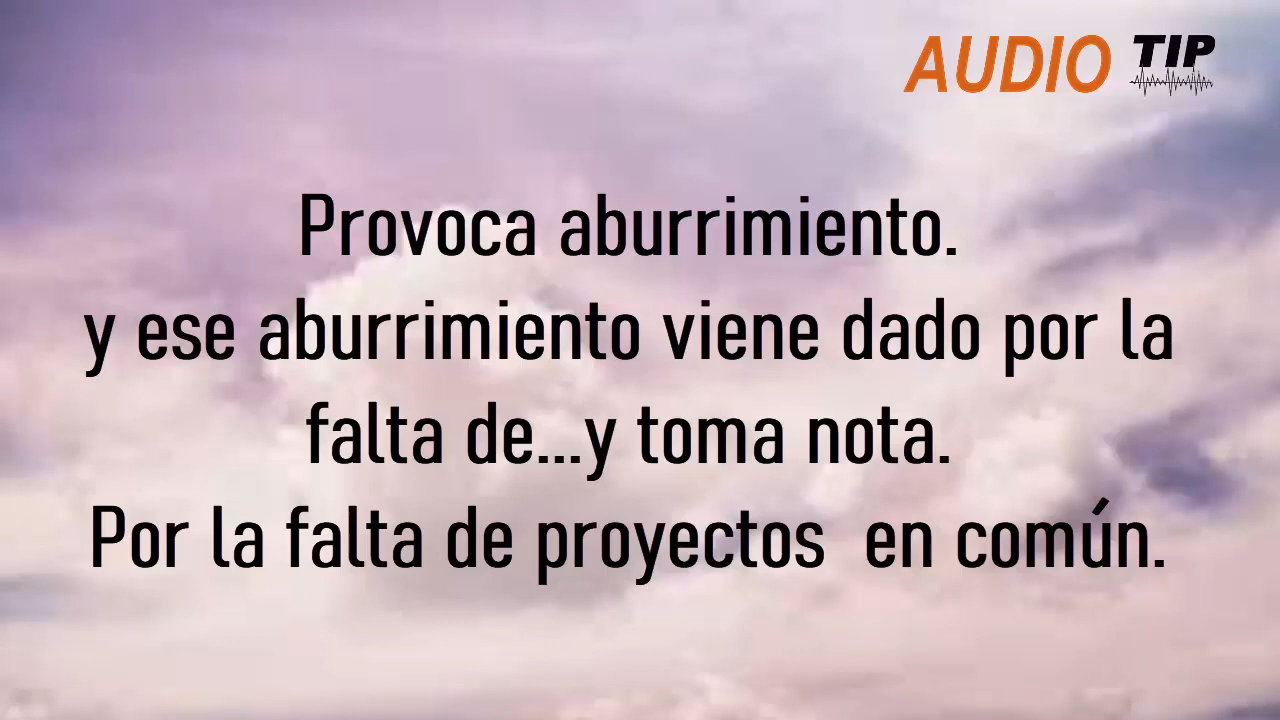 AUDIO TIP
Provoca aburrimiento.
y ese aburrimiento viene dado por la
falta de...y toma nota.
Por la falta de proyectos  en común.